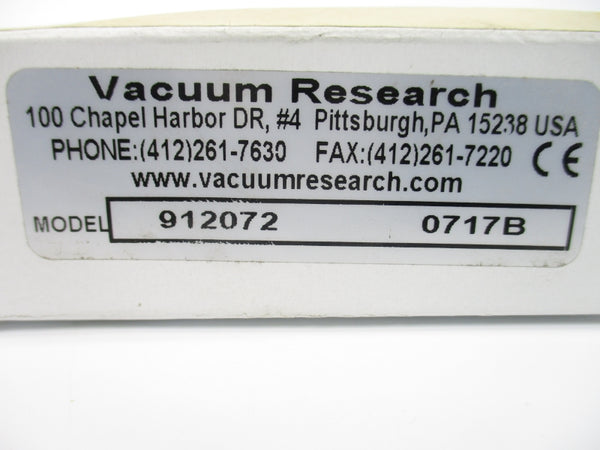 Vacuum Research
100 Chapel Harbor DR, #4 Pittsburgh,PA 15238 USA
PHONE:(412)261-7630 FAX:(412)261-7220 CE
www.vacuumresearch.com
MODEL 912072 0717B